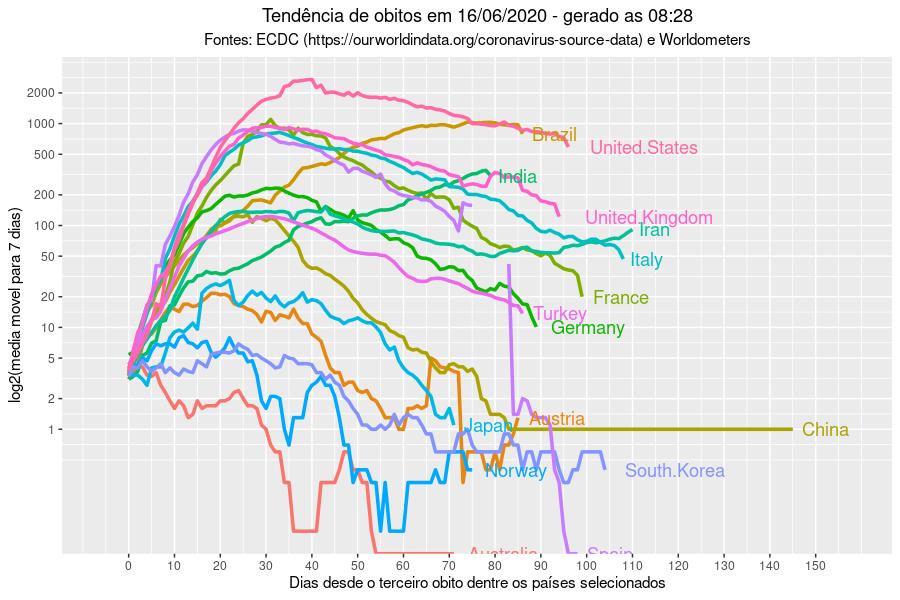 Tendência de obitos em 16/06/2020 - gerado as 08:28
Fontes: ECDC (https://ourworldindata.org/coronavirus-source-data) e Worldometers
log2(media movel para 7 dias)
2000
1000
500
200
100
50
20
10
5
2
1
Brazil
United.States
India
United.Kingdom
Iran
Italy
France
Turkey
Germany
Austria
Japan
China
Norway
South.Korea
Australia
Spain
0 10 20 30 40 50 60 70 80 90 100 110 120 130 140 150
Dias desde o terceiro obito dentre os países selecionados